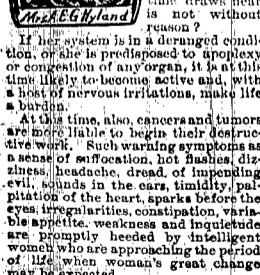 time draws near
Mrs A.E.G Hyland
is not without
reason?
If her system is in a deranged condi-
tion, or she is predisposed to apoplexy
or congestion of any organ, it is at this
time likely to become active and, with
a host of nervous irritations, make life
a burden.
At this time, also, cancers and tumors
are more liable to begin their destruc-
tive work. Such warning symptoms as
a sense of suffocation, hot flashes, diz-
ziness, headache, dread of impending
evil, sounds in the ears, timidity, pal-
pitation of the heart, sparks before the
eyes, irregularities, constipation, varia-
ble appetite, weakness and inquietude
are promptly heeded by intelligent
women who are approaching the period
of life when woman's great change
may be expected